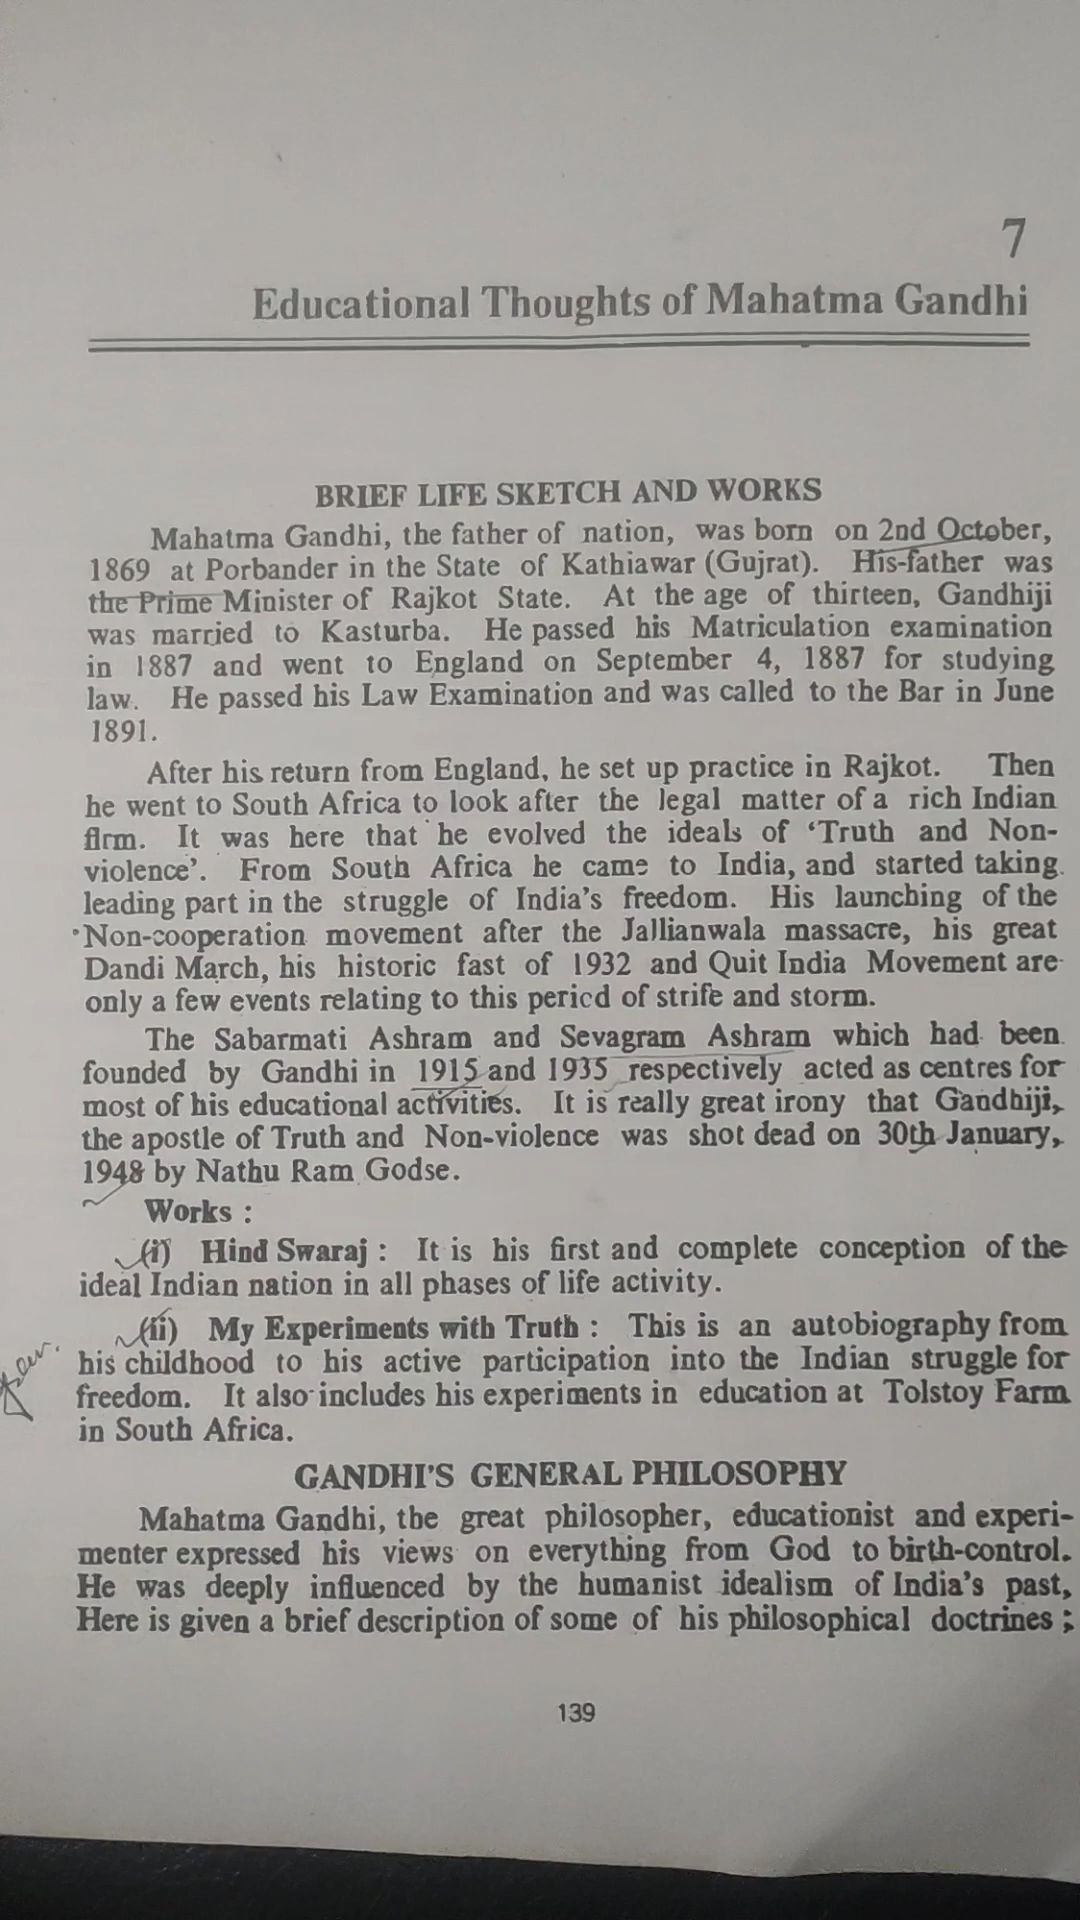 7
Educational Thoughts of Mahatma Gandhi
BRIEF LIFE SKETCH AND WORKS
Mahatma Gandhi, the father of nation, was born on 2nd October,
1869 at Porbander in the State of Kathiawar (Gujrat). His father was
the Prime Minister of Rajkot State. At the age of thirteen, Gandhiji
was married to Kasturba. He passed his Matriculation examination
in 1887 and went to England on September 4, 1887 for studying
law. He passed his Law Examination and was called to the Bar in June
1891.
After his return from England, he set up practice in Rajkot. Then
he went to South Africa to look after the legal matter of a rich Indian
firm. It was here that he evolved the ideals of ‘Truth and Non-
violence’. From South Africa he came to India, and started taking
leading part in the struggle of India’s freedom. His launching of the
Non-cooperation movement after the Jallianwala massacre, his great
Dandi March, his historic fast of 1932 and Quit India Movement are
only a few events relating to this pericd of strife and storm.
The Sabarmati Ashram and Sevagram Ashram which had been
founded by Gandhi in 1915 and 1935 respectively acted as centres for
most of his educational activities. It is really great irony that Gandhiji,
the apostle of Truth and Non-violence was shot dead on 30th January,
1948 by Nathu Ram Godse.
Works :
(i) Hind Swaraj : It is his first and complete conception of the
ideal Indian nation in all phases of life activity.
(ii) My Experiments with Truth : This is an autobiography from
his childhood to his active participation into the Indian struggle for
freedom. It also includes his experiments in education at Tolstoy Farm
in South Africa.
GANDHI’S GENERAL PHILOSOPHY
Mahatma Gandhi, the great philosopher, educationist and experi-
menter expressed his views on everything from God to birth-control.
He was deeply influenced by the humanist idealism of India’s past,
Here is given a brief description of some of his philosophical doctrines ;
139